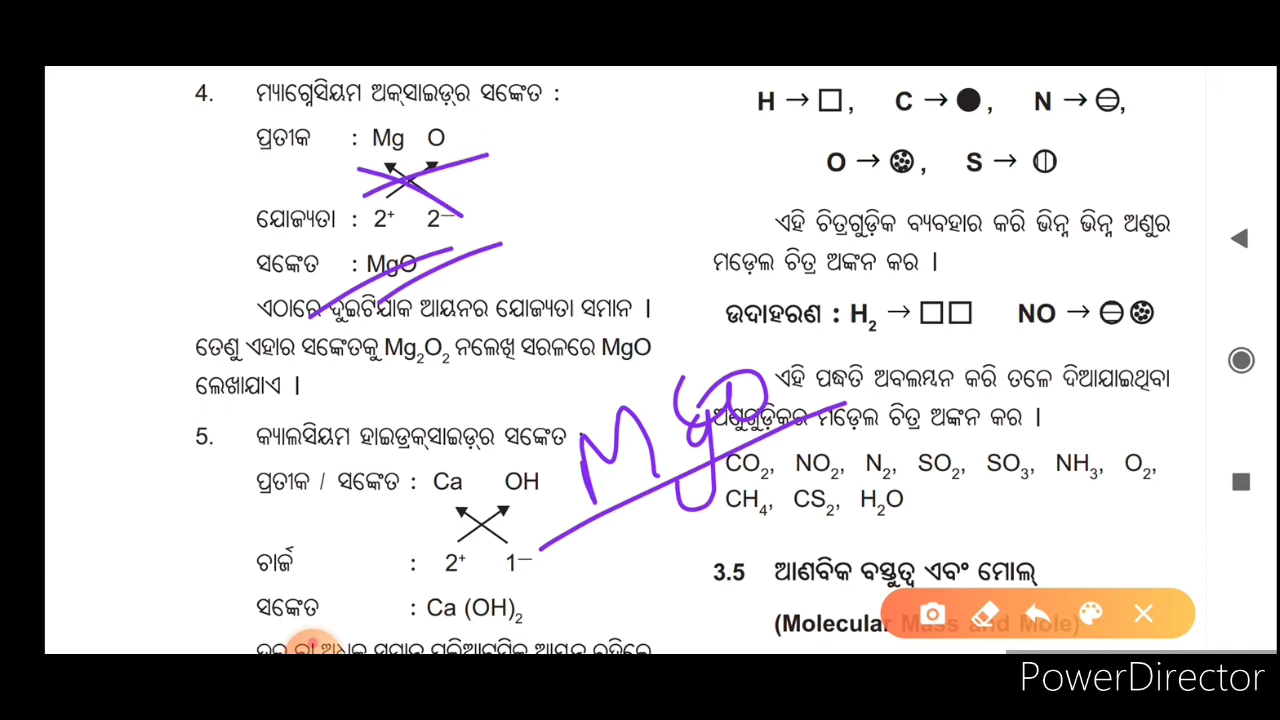 4. ମ୍ୟାଗ୍ନେସିୟମ ଅକ୍‌ସାଇଡ଼୍‌ର ସଙ୍କେତ :
ପ୍ରତୀକ : Mg O
ଯୋଜ୍ୟତା : 2⁺ 2⁻
ସଙ୍କେତ : MgO
ଏଠାରେ ଦୁଇଟିଯାକ ଆୟନର ଯୋଜ୍ୟତା ସମାନ ।
ତେଣୁ ଏହାର ସଙ୍କେତକୁ Mg₂O₂ ନଲେଖି ସରଳରେ MgO
ଲେଖାଯାଏ ।
5. କ୍ୟାଲସିୟମ ହାଇଡ୍ରକ୍‌ସାଇଡ଼୍‌ର ସଙ୍କେତ :
ପ୍ରତୀକ / ସଙ୍କେତ : Ca OH
ଚାର୍ଜ : 2⁺ 1⁻
ସଙ୍କେତ : Ca (OH)₂
H → , C → , N → ,
O → , S →
ଏହି ଚିତ୍ରଗୁଡ଼ିକ ବ୍ୟବହାର କରି ଭିନ୍ନ ଭିନ୍ନ ଅଣୁର
ମଡ଼େଲ ଚିତ୍ର ଅଙ୍କନ କର ।
ଉଦାହରଣ : H₂ → NO →
ଏହି ପଦ୍ଧତି ଅବଲମ୍ବନ କରି ତଳେ ଦିଆଯାଇଥିବା
ଅଣୁଗୁଡ଼ିକର ମଡ଼େଲ ଚିତ୍ର ଅଙ୍କନ କର ।
CO₂, NO₂, N₂, SO₂, SO₃, NH₃, O₂,
CH₄, CS₂, H₂O
3.5 ଆଣବିକ ବସ୍ତୁତ୍ୱ ଏବଂ ମୋଲ୍
(Molecular Mass and Mole)
MgO
PowerDirector